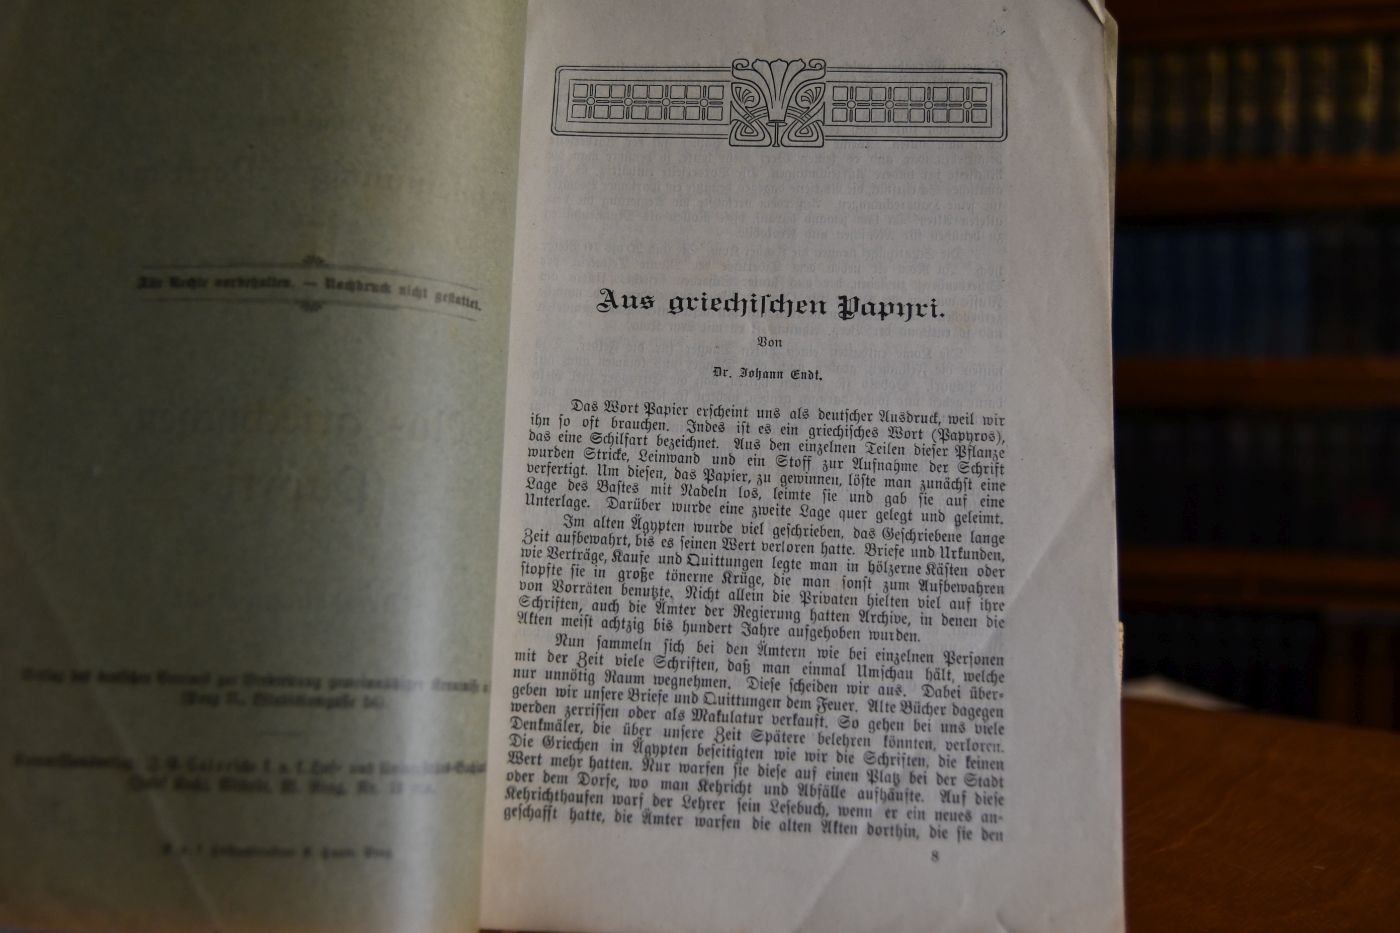 Alle Rechte vorbehalten. — Nachdruck nicht gestattet.
Verlag des deutschen Vereines zur Verbreitung gemeinnütziger Kenntnisse
Aus griechiſchen Papyri.
Von
Dr. Johann Endt.
Das Wort Papier erſcheint uns als deutſcher Ausdruck, weil wir
ihn ſo oft brauchen. Indes iſt es ein griechiſches Wort (Papyros),
das eine Schilfart bezeichnet. Aus den einzelnen Teilen dieſer Pflanze
wurden Stricke, Leinwand und ein Stoff zur Aufnahme der Schrift
verfertigt. Um dieſen, das Papier, zu gewinnen, löſte man zunächſt eine
Lage des Baſtes mit Nadeln los, leimte ſie und gab ſie auf eine
Unterlage. Darüber wurde eine zweite Lage quer gelegt und geleimt.
Im alten Ägypten wurde viel geſchrieben, das Geſchriebene lange
Zeit aufbewahrt, bis es ſeinen Wert verloren hatte. Briefe und Urkunden,
wie Verträge, Käufe und Quittungen legte man in hölzerne Käſten oder
ſtopfte ſie in große tönerne Krüge, die man ſonſt zum Aufbewahren
von Vorräten benutzte. Nicht allein die Privaten hielten viel auf ihre
Schriften, auch die Ämter der Regierung hatten Archive, in denen die
Akten meiſt achtzig bis hundert Jahre aufgehoben wurden.
Nun ſammeln ſich bei den Ämtern wie bei einzelnen Perſonen
mit der Zeit viele Schriften, daß man einmal Umſchau hält, welche
nur unnötig Raum wegnehmen. Dieſe ſcheiden wir aus. Dabei über-
geben wir unſere Briefe und Quittungen dem Feuer. Alte Bücher dagegen
werden zerriſſen oder als Makulatur verkauft. So gehen bei uns viele
Denkmäler, die über unſere Zeit Spätere belehren könnten, verloren.
Die Griechen in Ägypten beſeitigten wie wir die Schriften, die keinen
Wert mehr hatten. Nur warfen ſie dieſe auf einen Platz bei der Stadt
oder dem Dorfe, wo man Kehricht und Abfälle aufhäufte. Auf dieſe
Kehrichthaufen warf der Lehrer ſein Leſebuch, wenn er ein neues an-
geſchafft hatte, die Ämter warfen die alten Akten dorthin, die ſie den
8